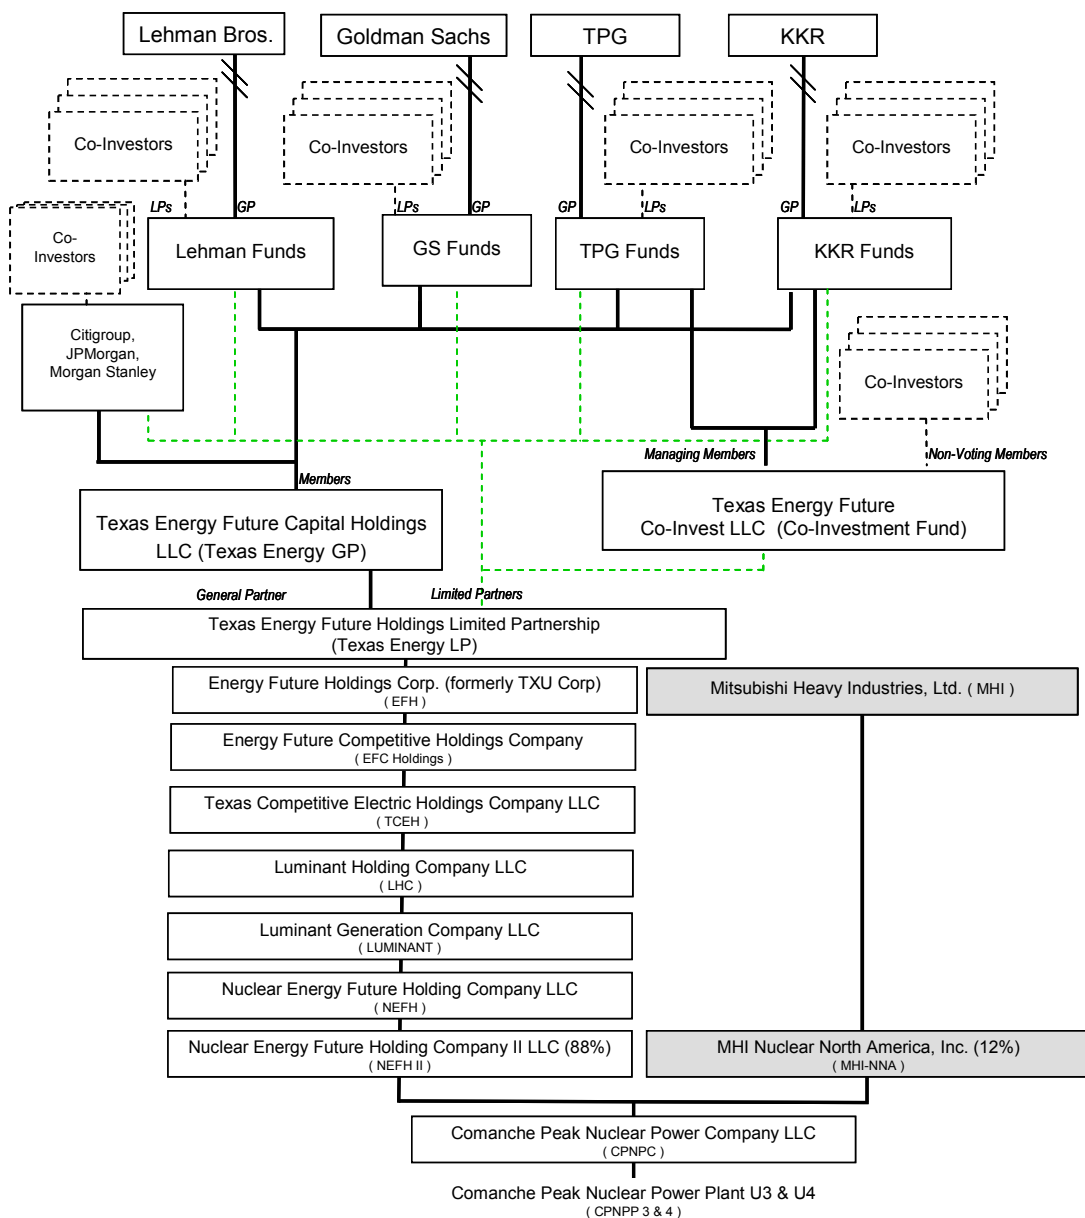 Lehman Bros.
Goldman Sachs
TPG
KKR
Co-Investors
Co-Investors
Co-Investors
Co-Investors
LPs
GP
LPs
GP
GP
LPs
GP
LPs
Co-
Investors
Lehman Funds
GS Funds
TPG Funds
KKR Funds
Citigroup,
JPMorgan,
Morgan Stanley
Co-Investors
Managing Members
Non-Voting Members
Members
Texas Energy Future Capital Holdings
LLC (Texas Energy GP)
Texas Energy Future
Co-Invest LLC (Co-Investment Fund)
General Partner
Limited Partners
Texas Energy Future Holdings Limited Partnership
(Texas Energy LP)
Energy Future Holdings Corp. (formerly TXU Corp)
( EFH )
Mitsubishi Heavy Industries, Ltd. ( MHI )
Energy Future Competitive Holdings Company
( EFC Holdings )
Texas Competitive Electric Holdings Company LLC
( TCEH )
Luminant Holding Company LLC
( LHC )
Luminant Generation Company LLC
( LUMINANT )
Nuclear Energy Future Holding Company LLC
( NEFH )
Nuclear Energy Future Holding Company II LLC (88%)
( NEFH II )
MHI Nuclear North America, Inc. (12%)
( MHI-NNA )
Comanche Peak Nuclear Power Company LLC
( CPNPC )
Comanche Peak Nuclear Power Plant U3 & U4
( CPNPP 3 & 4 )